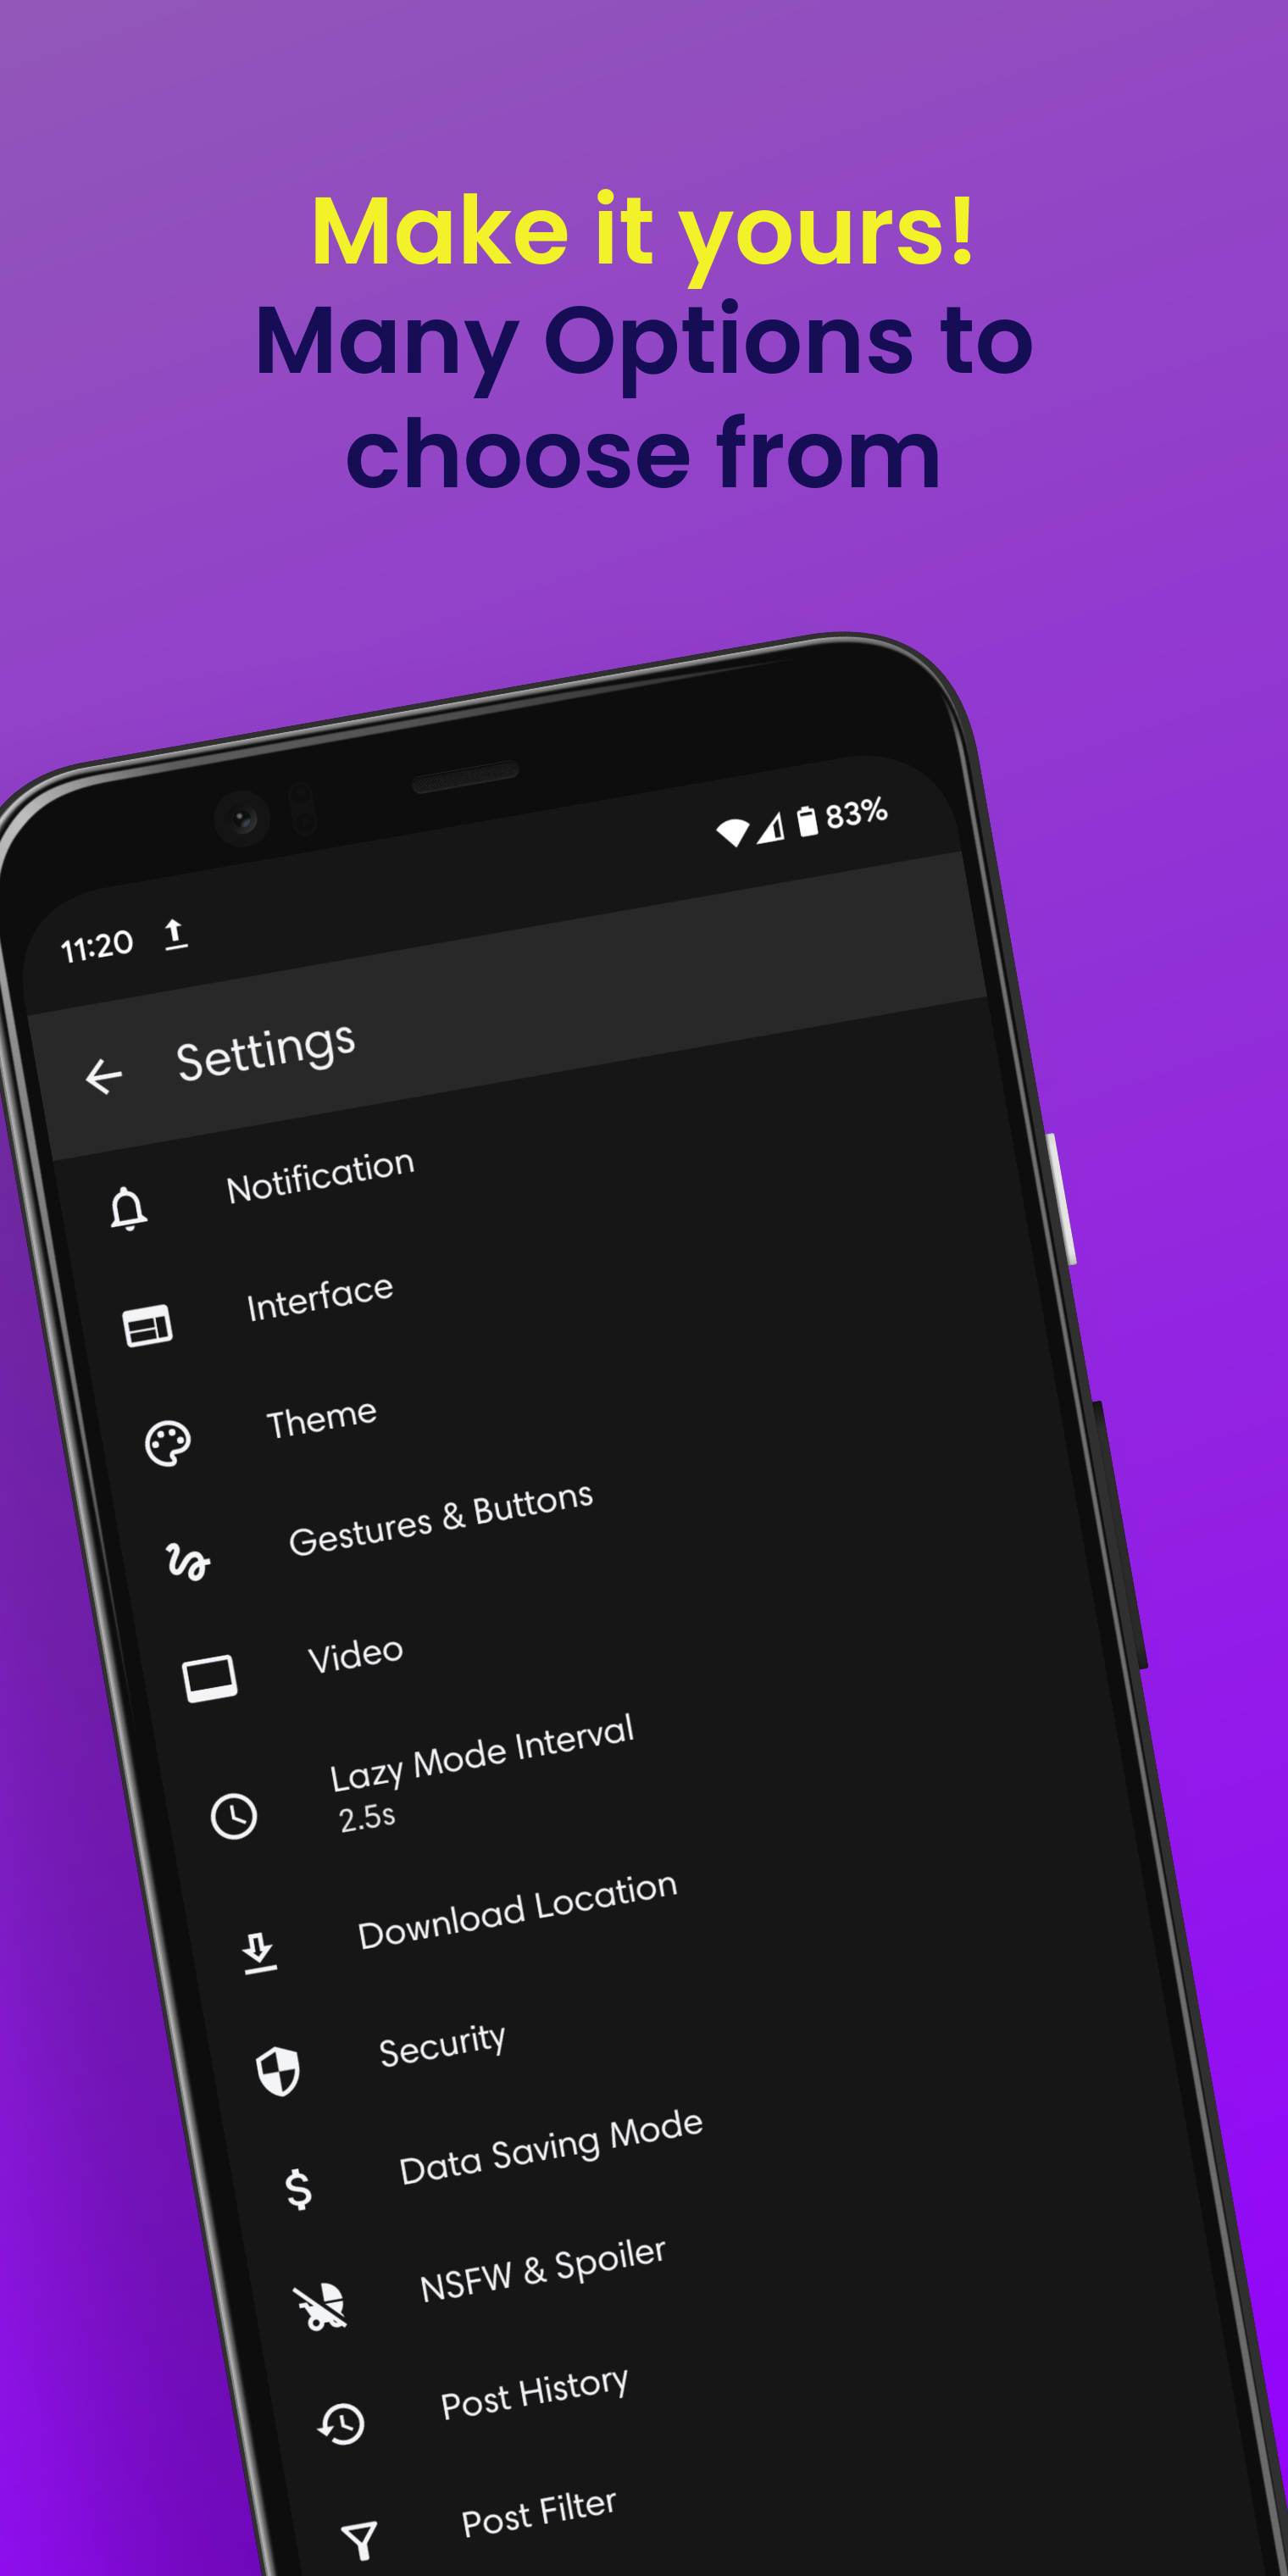 Make it yours!
Many Options to
choose from
11:20
83%
Settings
Notification
Interface
Theme
Gestures & Buttons
Video
Lazy Mode Interval
2.5s
Download Location
Security
Data Saving Mode
NSFW & Spoiler
Post History
Post Filter